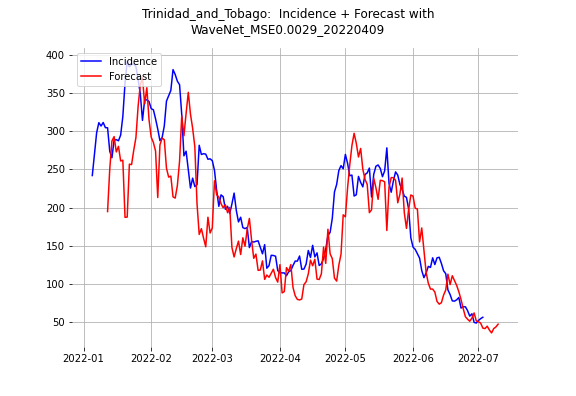 Trinidad_and_Tobago:  Incidence + Forecast with
WaveNet_MSE0.0029_20220409
Incidence
Forecast
400
350
300
250
200
150
100
50
2022-01 2022-02 2022-03 2022-04 2022-05 2022-06 2022-07